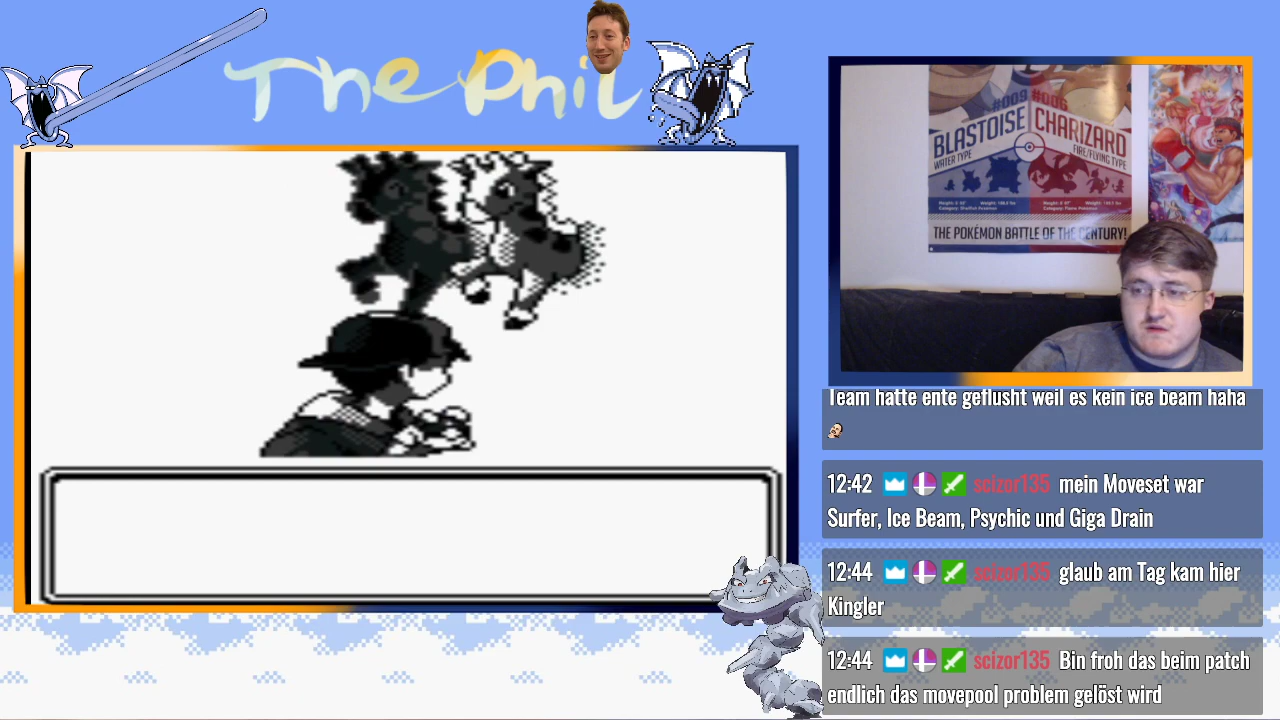 The Phil
#009 #006
BLASTOISE
WATER TYPE
CHARIZARD
FIRE/FLYING TYPE
THE POKÉMON BATTLE OF THE CENTURY!
Team hatte ente geflusht weil es kein ice beam haha
12:42 scizor135 mein Moveset war
Surfer, Ice Beam, Psychic und Giga Drain
12:44 scizor135 glaub am Tag kam hier
Kingler
12:44 scizor135 Bin froh das beim patch
endlich das movepool problem gelöst wird